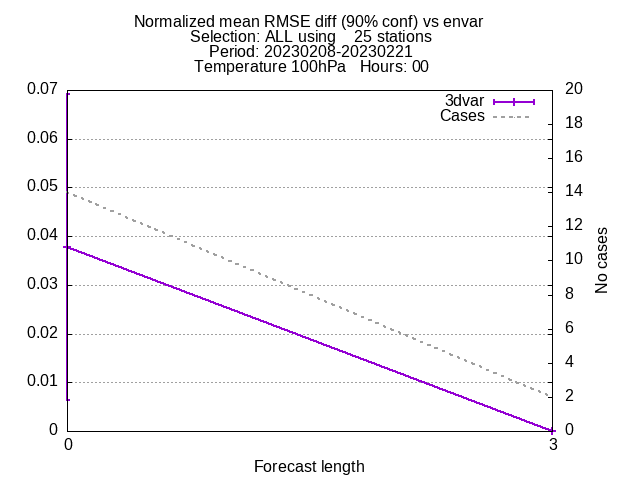 Normalized mean RMSE diff (90% conf) vs envar
Selection: ALL using    25 stations
Period: 20230208-20230221
Temperature 100hPa   Hours: 00
3dvar
Cases
0.07
0.06
0.05
0.04
0.03
0.02
0.01
0
20
18
16
14
12
10
8
6
4
2
0
No cases
0
3
Forecast length